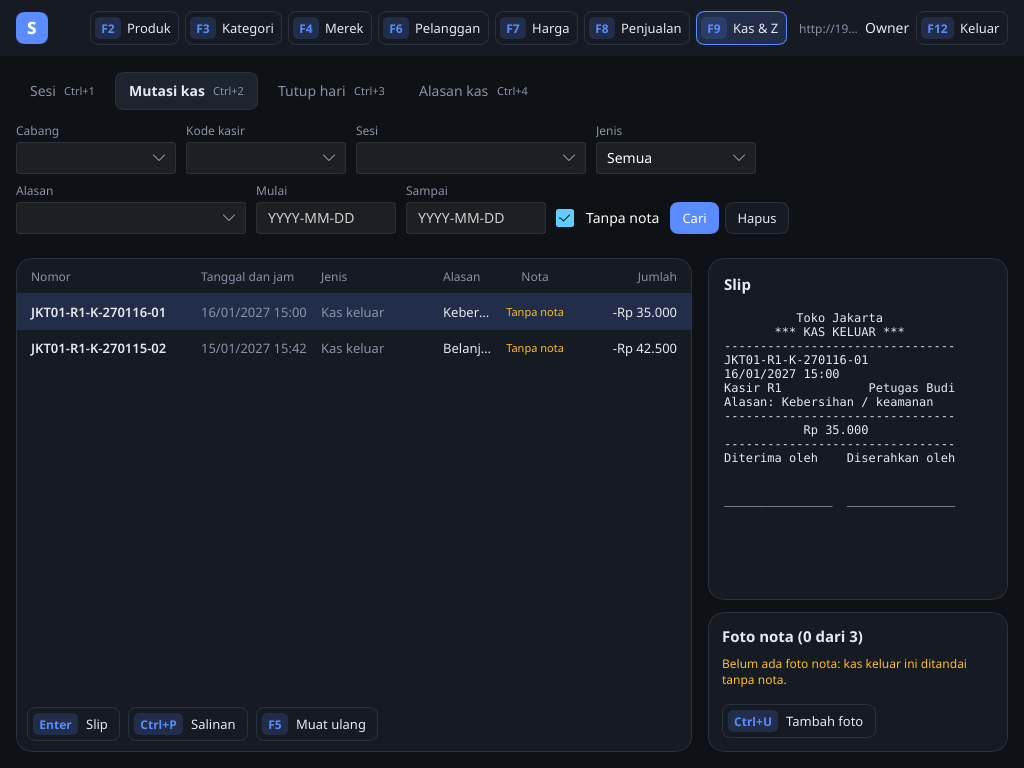 S F2 Produk F3 Kategori F4 Merek F6 Pelanggan F7 Harga F8 Penjualan F9 Kas & Z http://19... Owner F12 Keluar
Sesi Ctrl+1 Mutasi kas Ctrl+2 Tutup hari Ctrl+3 Alasan kas Ctrl+4
Cabang Kode kasir Sesi Jenis
Semua
Alasan Mulai Sampai
YYYY-MM-DD YYYY-MM-DD Tanpa nota Cari Hapus
Nomor Tanggal dan jam Jenis Alasan Nota Jumlah
JKT01-R1-K-270116-01 16/01/2027 15:00 Kas keluar Keber... Tanpa nota -Rp 35.000
JKT01-R1-K-270115-02 15/01/2027 15:42 Kas keluar Belanj... Tanpa nota -Rp 42.500
Enter Slip Ctrl+P Salinan F5 Muat ulang
Slip
Toko Jakarta
*** KAS KELUAR ***
--------------------------------
JKT01-R1-K-270116-01
16/01/2027 15:00
Kasir R1 Petugas Budi
Alasan: Kebersihan / keamanan
--------------------------------
Rp 35.000
--------------------------------
Diterima oleh Diserahkan oleh
_______________ _______________
Foto nota (0 dari 3)
Belum ada foto nota: kas keluar ini ditandai
tanpa nota.
Ctrl+U Tambah foto